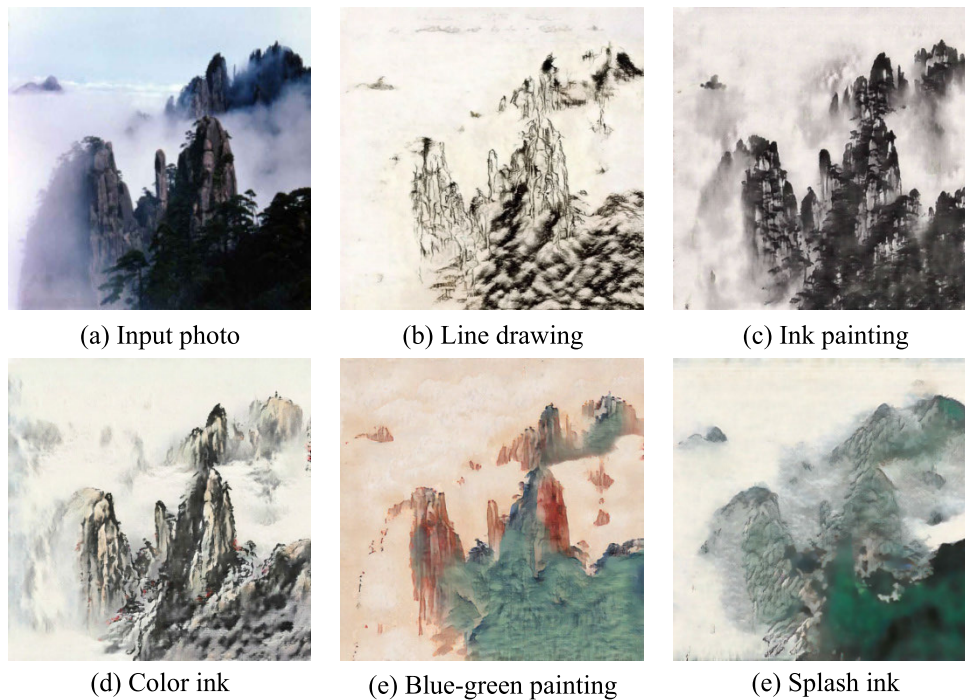 (a) Input photo
(b) Line drawing
(c) Ink painting
(d) Color ink
(e) Blue-green painting
(e) Splash ink